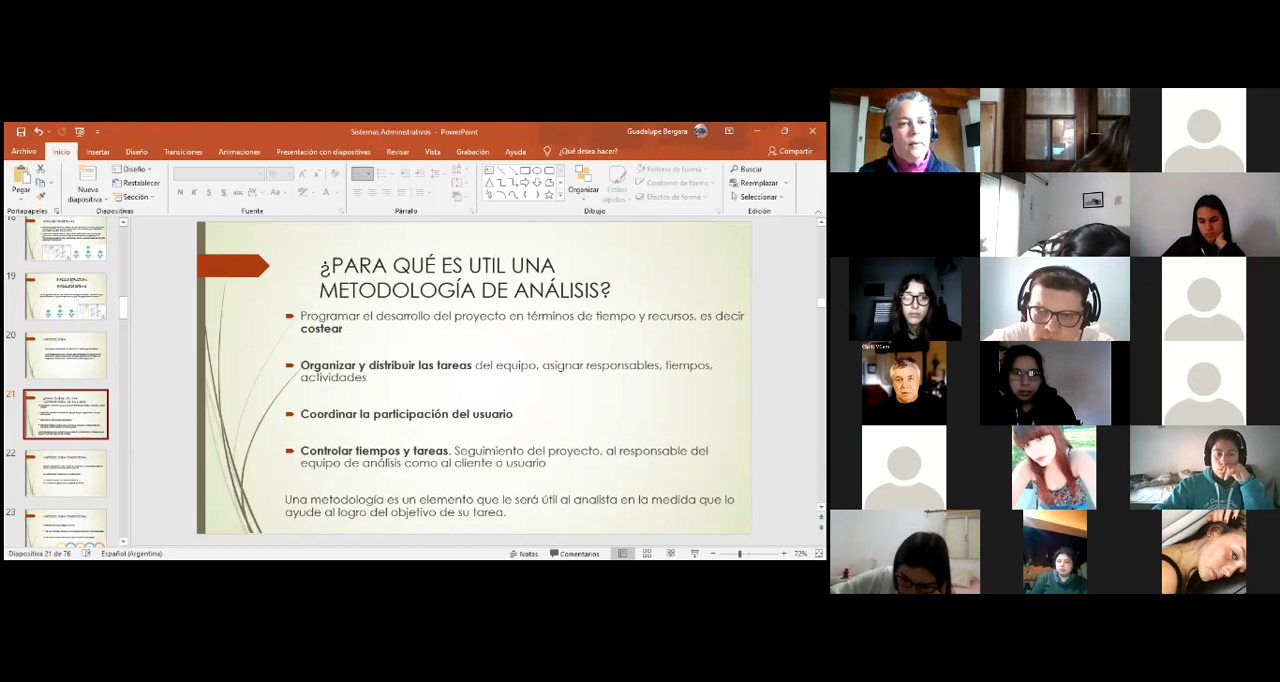 Sistemas Administrativos - PowerPoint
Guadalupe Bergara
Archivo
Inicio
Insertar
Diseño
Transiciones
Animaciones
Presentación con diapositivas
Revisar
Vista
Grabación
Ayuda
¿Qué desea hacer?
Compartir
Pegar
Nueva
diapositiva
Diseño
Restablecer
Sección
Organizar
Estilos
rápidos
Relleno de forma
Contorno de forma
Efectos de forma
Buscar
Reemplazar
Seleccionar
Portapapeles
Diapositivas
Fuente
Párrafo
Dibujo
Edición
19
20
21
22
23
¿PARA QUÉ ES UTIL UNA
METODOLOGÍA DE ANÁLISIS?
Programar el desarrollo del proyecto en términos de tiempo y recursos, es decir
costear
Organizar y distribuir las tareas del equipo, asignar responsables, tiempos,
actividades
Coordinar la participación del usuario
Controlar tiempos y tareas. Seguimiento del proyecto, al responsable del
equipo de análisis como al cliente o usuario
Una metodología es un elemento que le será útil al analista en la medida que lo
ayude al logro del objetivo de su tarea.
Diapositiva 21 de 76
Español (Argentina)
Notas
Comentarios
72%